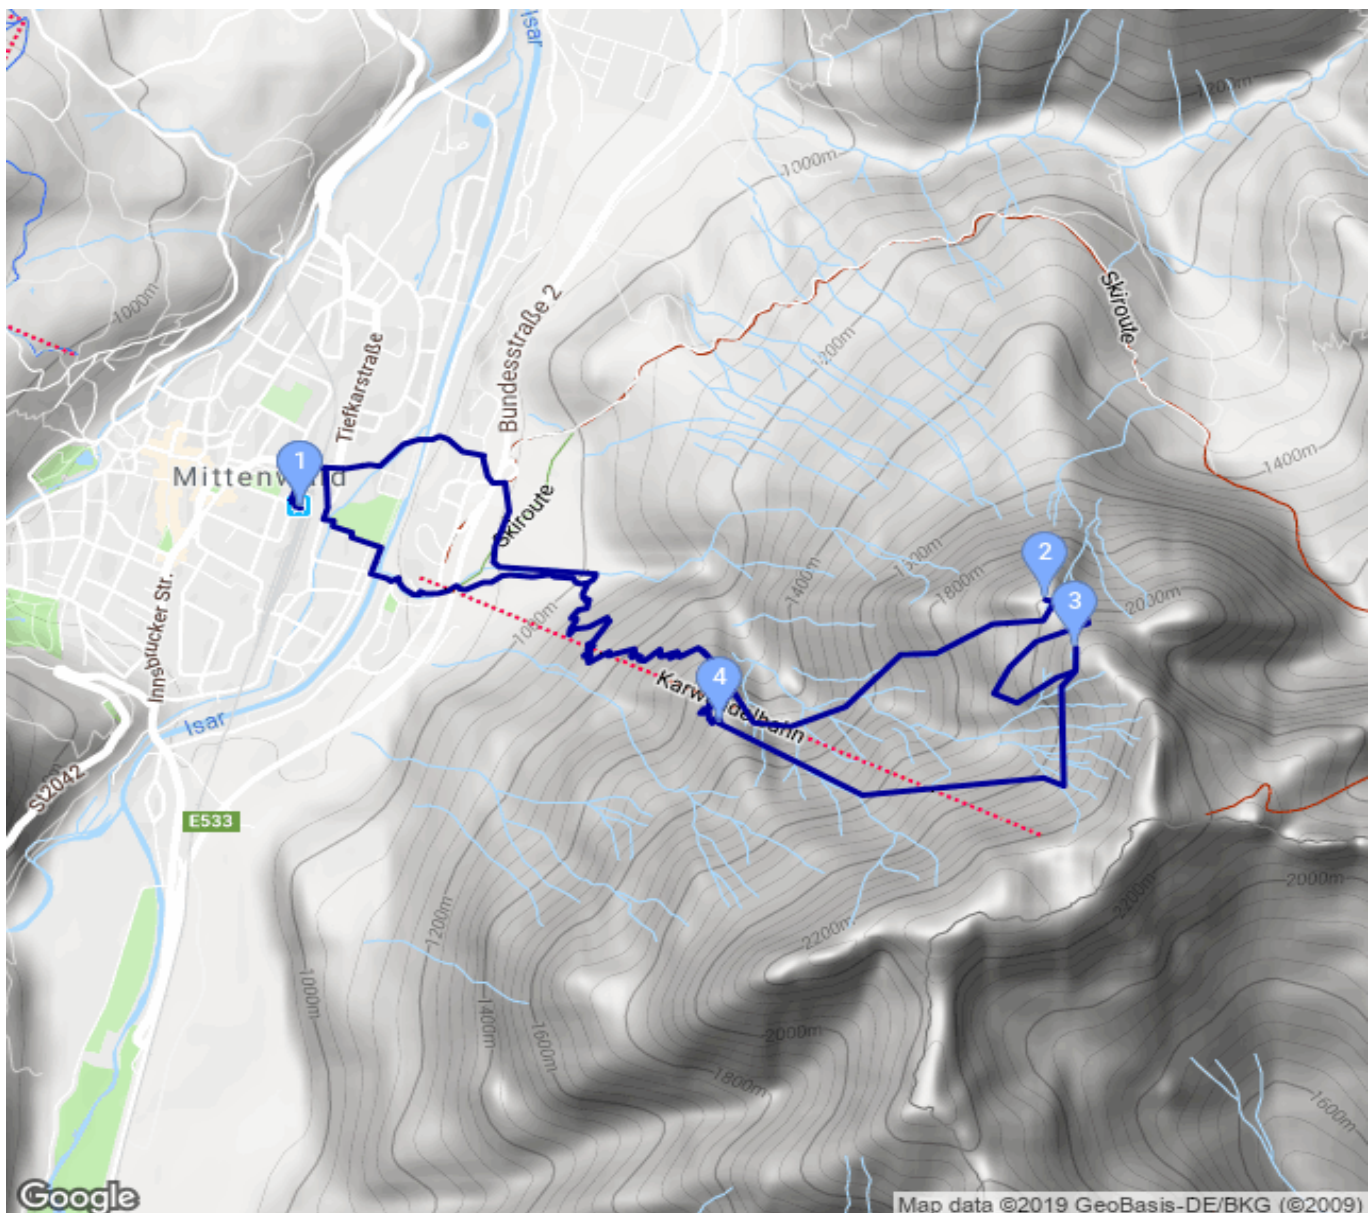 Isar
1200m
1000m
Skiroute
1000m
Bundesstraße 2
Tiefkarstraße
1200m
1400m
1
Mittenwald
Skiroute
2
1600m
1400m
1800m
3
2000m
1000m
Innsbrucker Str.
4
Karwendelbahn
Isar
St2042
E533
2200m
2000m
1200m
2200m
1000m
1400m
1600m
2000m
1800m
1600m
Google
Map data ©2019 GeoBasis-DE/BKG (©2009)